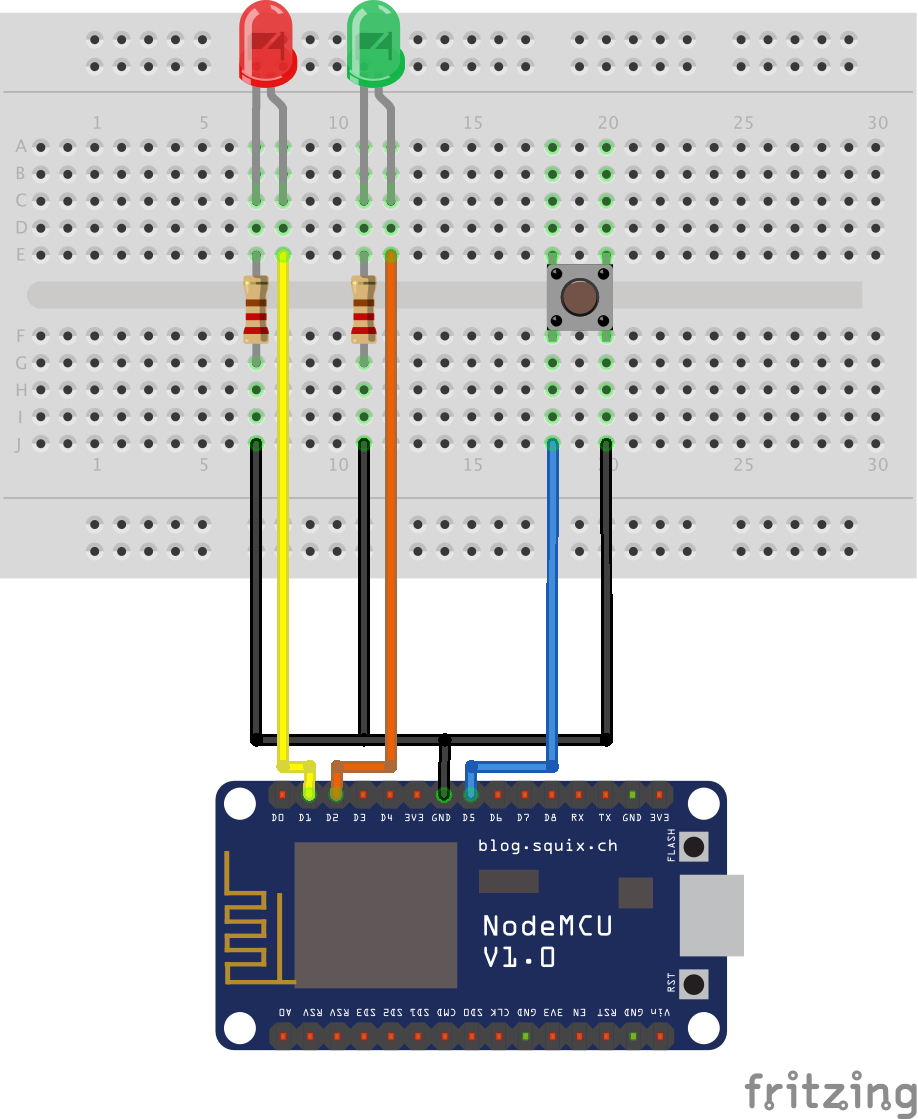 1 5 10 15 20 25 30
A
B
C
D
E
F
G
H
I
J
1 5 10 15 20 25 30
D0 D1 D2 D3 D4 3V3 GND D5 D6 D7 D8 RX TX GND 3V3
blog.squix.ch
FLASH
NodeMCU
V1.0
RST
A0 RSV RSV SD3 SD2 SD1 CMD SD0 CLK GND 3V3 EN RST GND Vin
fritzing